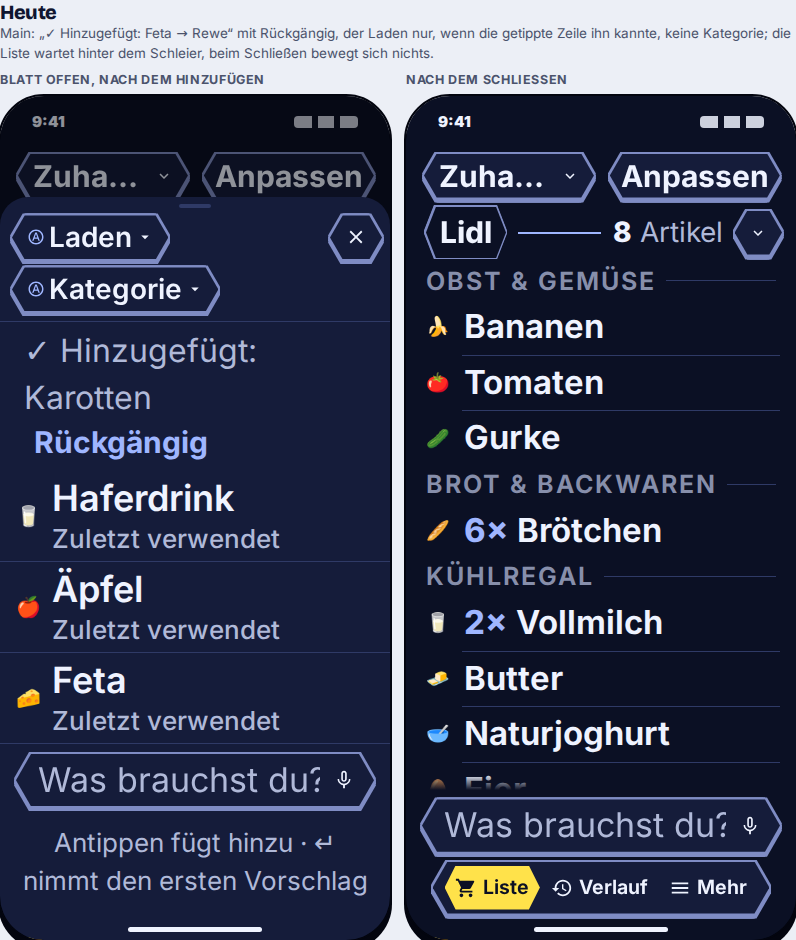 Heute
Main: „✓ Hinzugefügt: Feta → Rewe“ mit Rückgängig, der Laden nur, wenn die getippte Zeile ihn kannte, keine Kategorie; die
Liste wartet hinter dem Schleier, beim Schließen bewegt sich nichts.
BLATT OFFEN, NACH DEM HINZUFÜGEN
9:41
Zuha… Anpassen
A Laden
×
A Kategorie
✓ Hinzugefügt:
Karotten
Rückgängig
Haferdrink
Zuletzt verwendet
Äpfel
Zuletzt verwendet
Feta
Zuletzt verwendet
Was brauchst du?
Antippen fügt hinzu · ↵
nimmt den ersten Vorschlag
NACH DEM SCHLIESSEN
9:41
Zuha… Anpassen
Lidl 8 Artikel
OBST & GEMÜSE
Bananen
Tomaten
Gurke
BROT & BACKWAREN
6× Brötchen
KÜHLREGAL
2× Vollmilch
Butter
Naturjoghurt
Eier
Was brauchst du?
Liste Verlauf Mehr